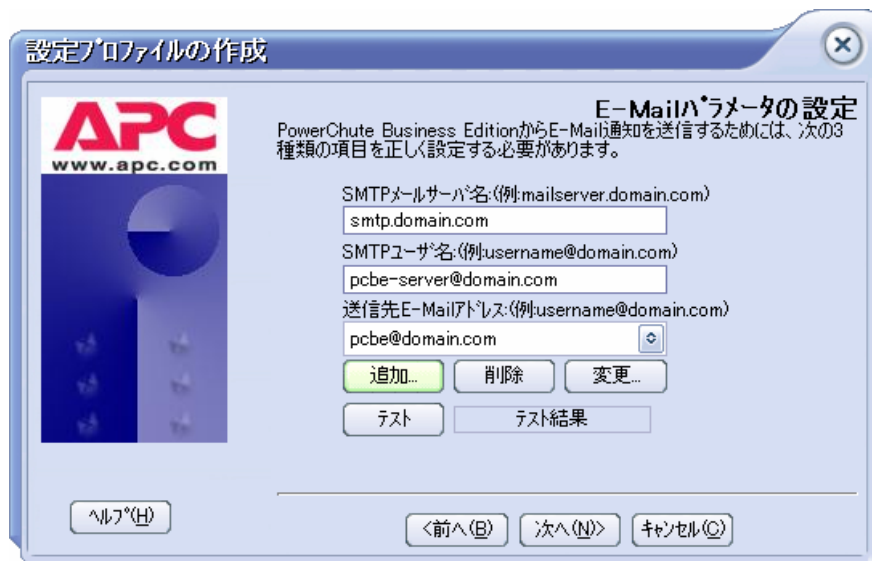 設定プロファイルの作成
APC
www.apc.com
E-Mailパラメータの設定
PowerChute Business EditionからE-Mail通知を送信するためには、次の3
種類の項目を正しく設定する必要があります。
SMTPメールサーバ名:(例:mailserver.domain.com)
smtp.domain.com
SMTPユーザ名:(例:username@domain.com)
pcbe-server@domain.com
送信先E-Mailアドレス:(例:username@domain.com)
pcbe@domain.com
追加... 削除 変更...
テスト テスト結果
ヘルプ(H)
<前へ(B) 次へ(N)> キャンセル(C)